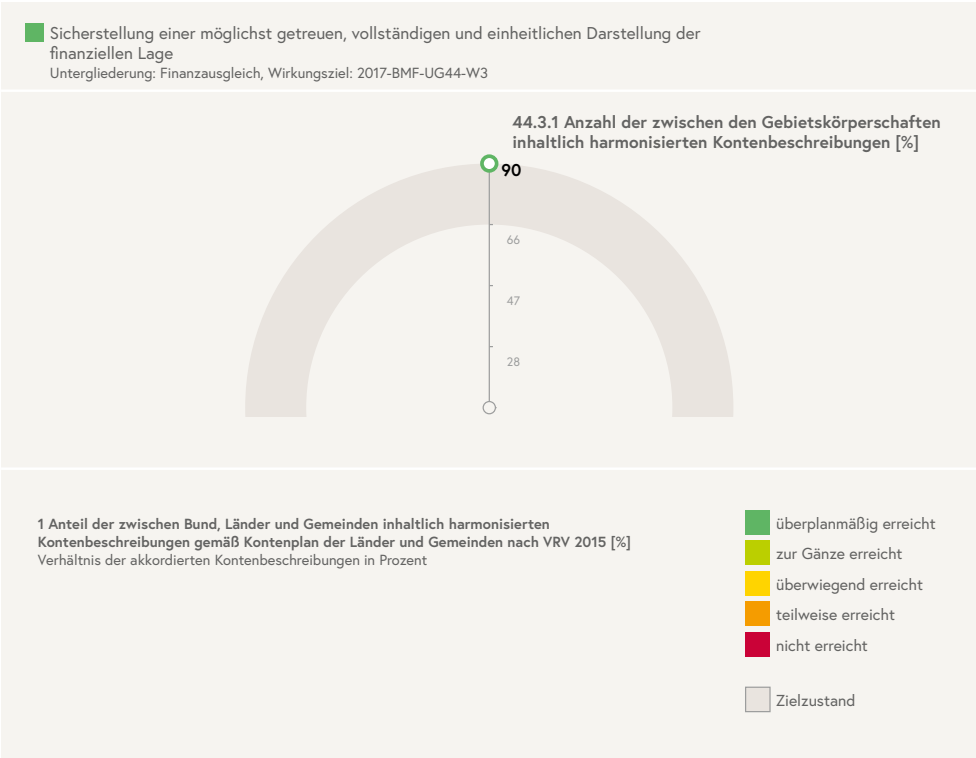 Sicherstellung einer möglichst getreuen, vollständigen und einheitlichen Darstellung der
finanziellen Lage
Untergliederung: Finanzausgleich, Wirkungsziel: 2017-BMF-UG44-W3
44.3.1 Anzahl der zwischen den Gebietskörperschaften
inhaltlich harmonisierten Kontenbeschreibungen [%]
90
66
47
28
1 Anteil der zwischen Bund, Länder und Gemeinden inhaltlich harmonisierten
Kontenbeschreibungen gemäß Kontenplan der Länder und Gemeinden nach VRV 2015 [%]
Verhältnis der akkordierten Kontenbeschreibungen in Prozent
überplanmäßig erreicht
zur Gänze erreicht
überwiegend erreicht
teilweise erreicht
nicht erreicht
Zielzustand